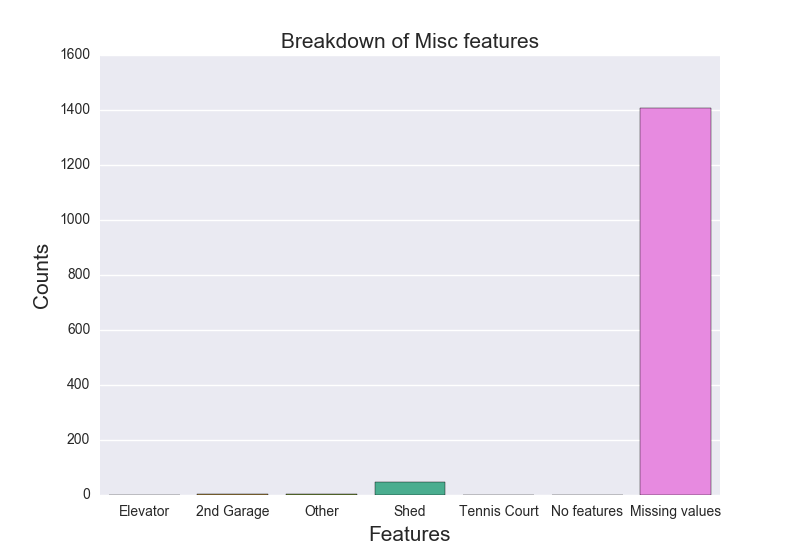 Breakdown of Misc features
1600
1400
1200
1000
800
600
400
200
0
Counts
Elevator
2nd Garage
Other
Shed
Tennis Court
No features
Missing values
Features